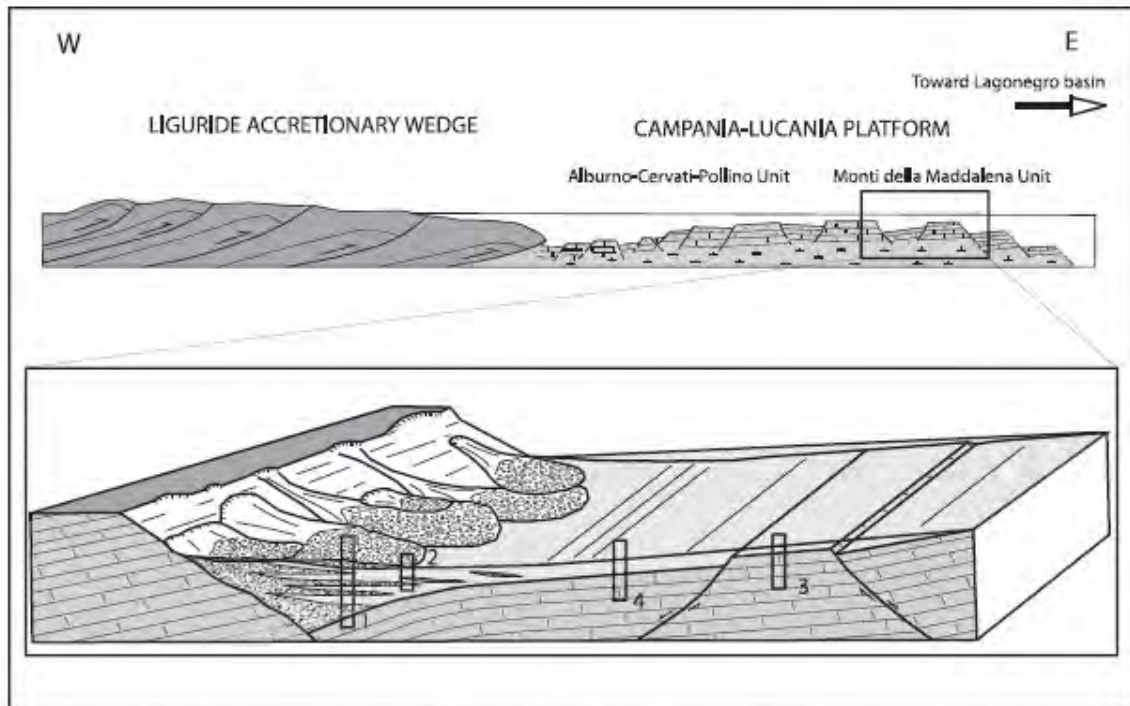 W
E
Toward Lagonegro basin
LIGURIDE ACCRETIONARY WEDGE
CAMPANIA-LUCANIA PLATFORM
Alburno-Cervati-Pollino Unit
Monti della Maddalena Unit
2
4
3
1